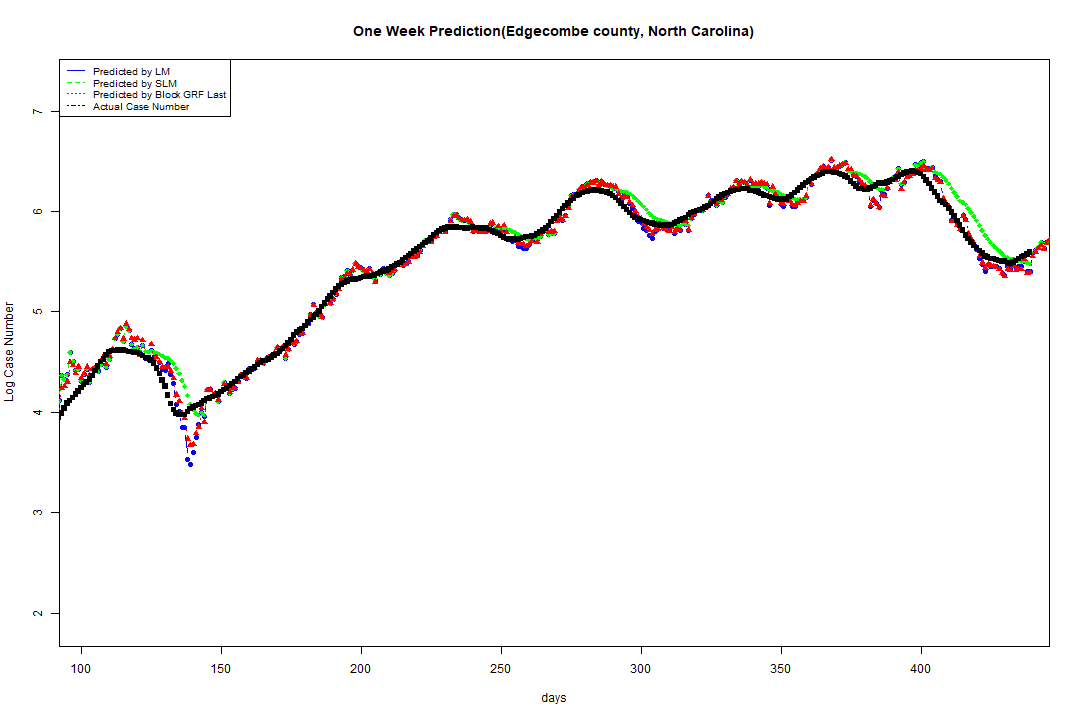 One Week Prediction(Edgecombe county, North Carolina)
Predicted by LM
Predicted by SLM
Predicted by Block GRF Last
Actual Case Number
7
6
5
4
3
2
Log Case Number
100 150 200 250 300 350 400
days